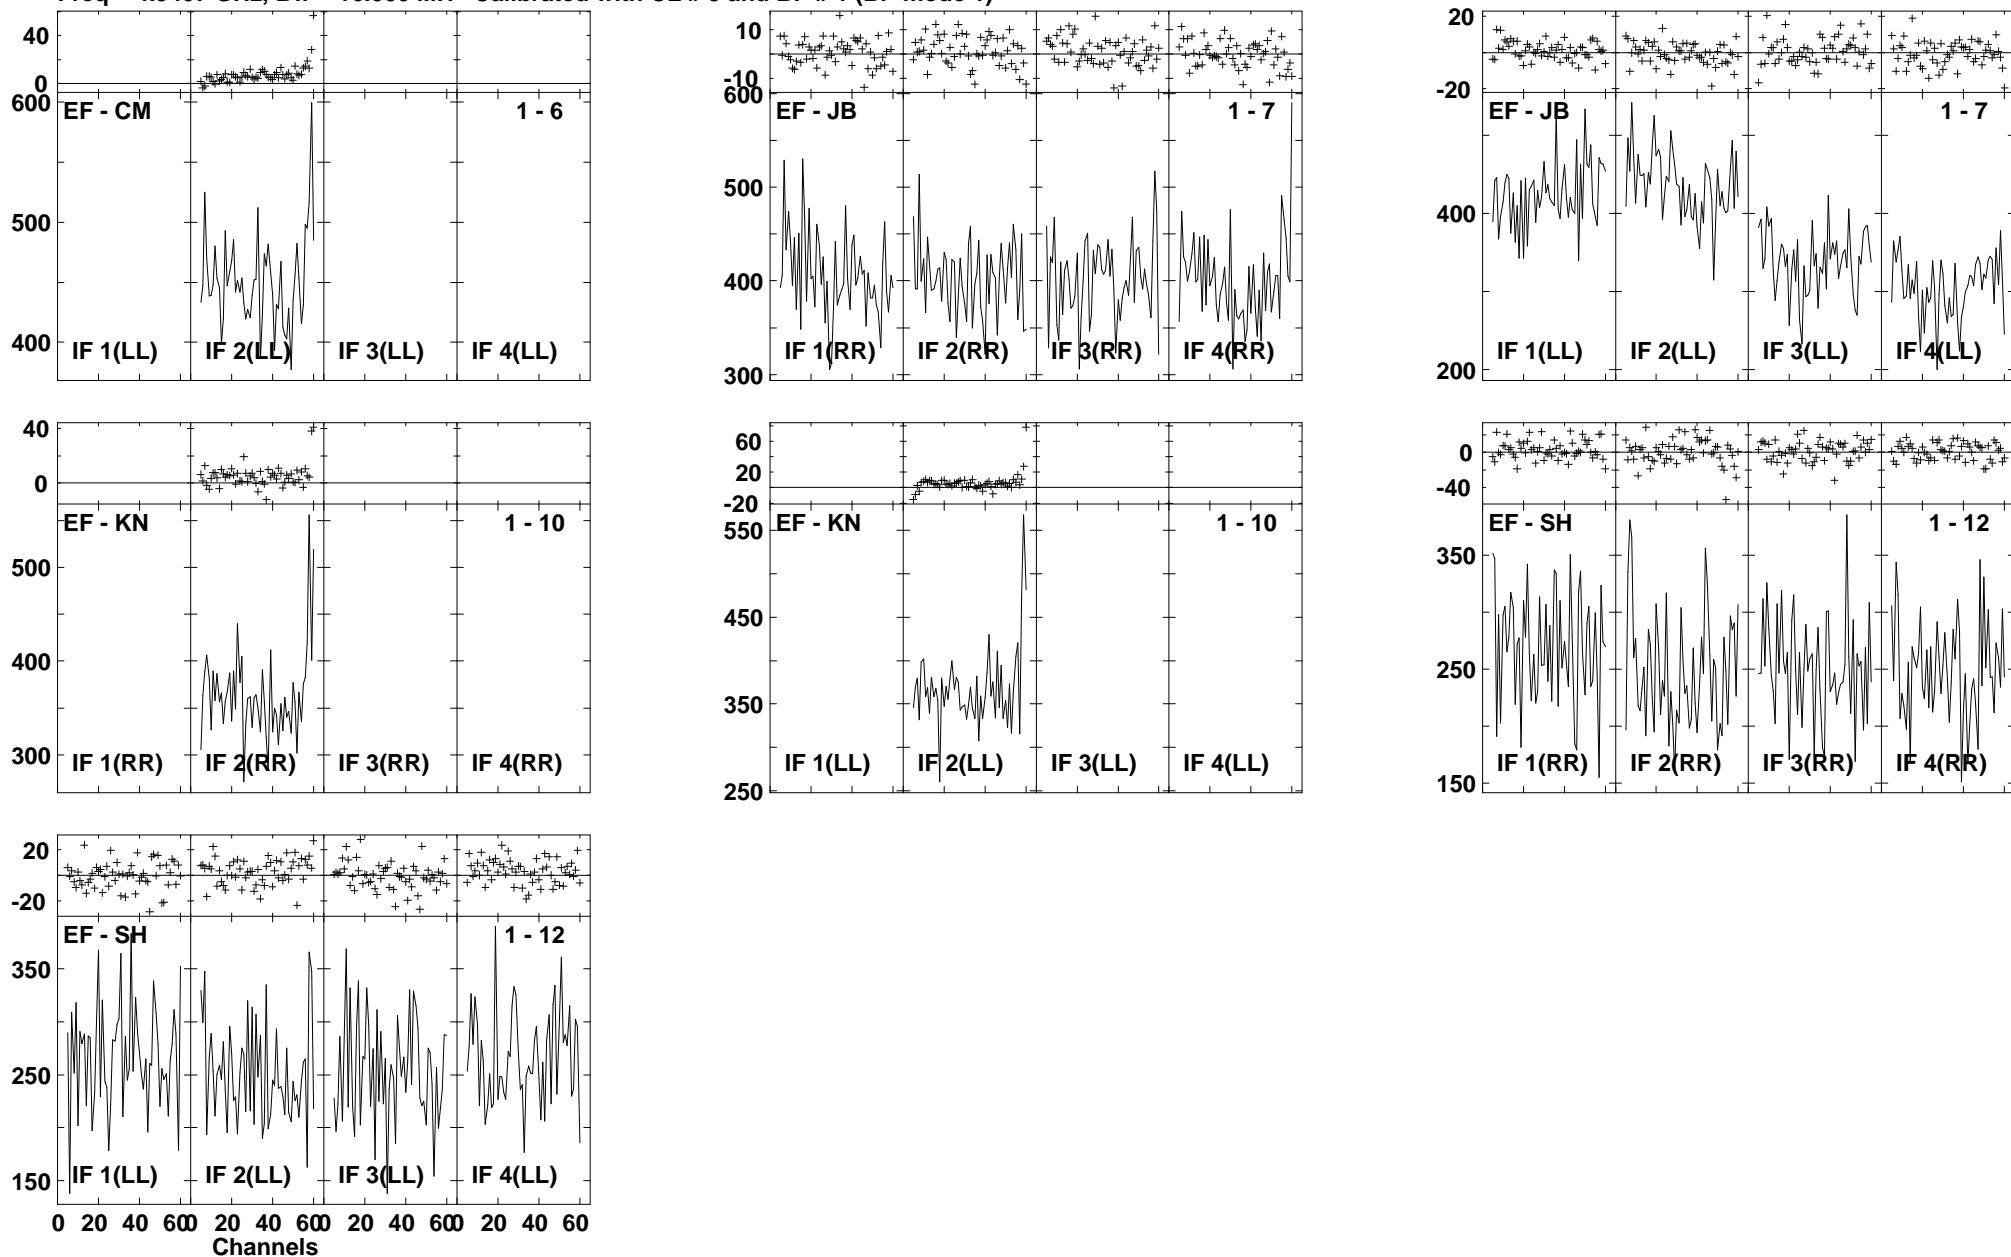 40
0
600
500
400
EF - CM
1 - 6
IF 1(LL)
IF 2(LL)
IF 3(LL)
IF 4(LL)
10
-10
600
500
400
300
EF - JB
1 - 7
IF 1(RR)
IF 2(RR)
IF 3(RR)
IF 4(RR)
20
-20
400
200
EF - JB
1 - 7
IF 1(LL)
IF 2(LL)
IF 3(LL)
IF 4(LL)
40
0
500
400
300
EF - KN
1 - 10
IF 1(RR)
IF 2(RR)
IF 3(RR)
IF 4(RR)
60
20
-20
550
450
350
250
EF - KN
1 - 10
IF 1(LL)
IF 2(LL)
IF 3(LL)
IF 4(LL)
0
-40
350
250
150
EF - SH
1 - 12
IF 1(RR)
IF 2(RR)
IF 3(RR)
IF 4(RR)
20
-20
350
250
150
EF - SH
1 - 12
IF 1(LL)
IF 2(LL)
IF 3(LL)
IF 4(LL)
0 20 40 60 0 20 40 60 0 20 40 60 0 20 40 60
Channels